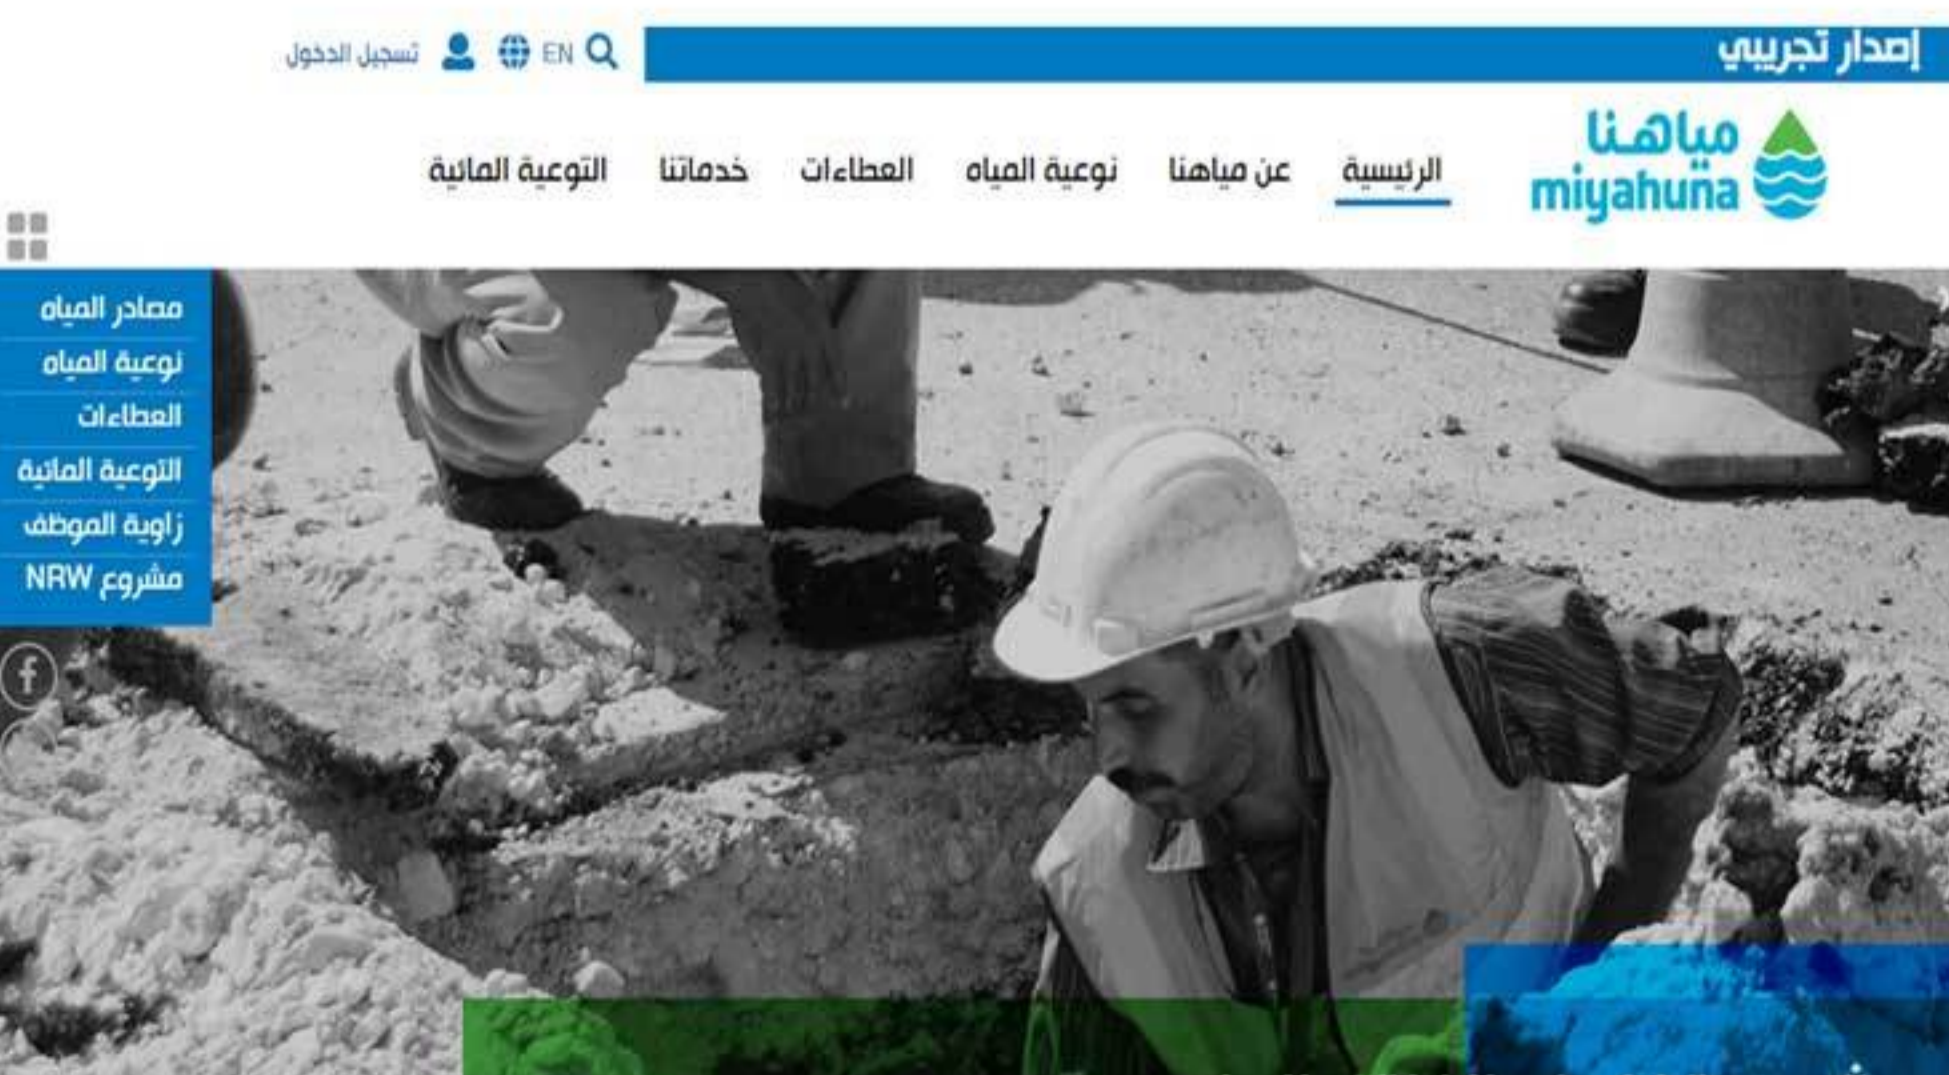 إصدار تجريبي
EN
تسجيل الدخول
مياهنا
miyahuna
الرئيسية
عن مياهنا
نوعية المياه
العطاءات
خدماتنا
التوعية المائية
مصادر المياه
نوعية المياه
العطاءات
التوعية المائية
زاوية الموظف
مشروع NRW
f